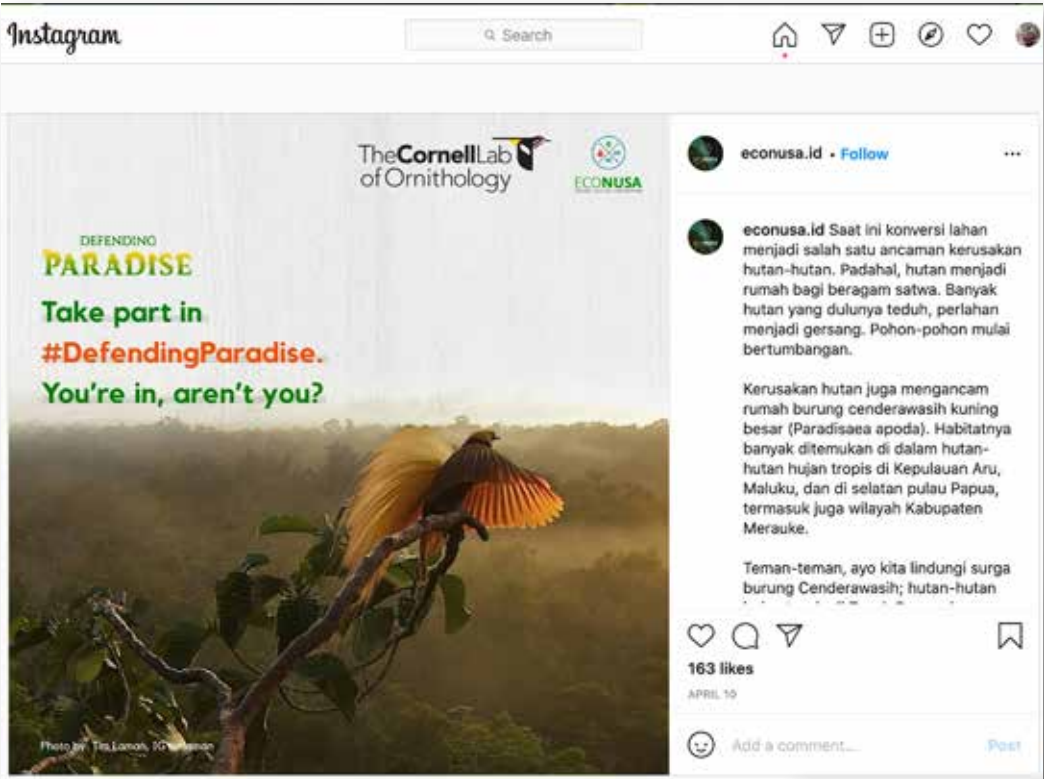 Instagram
Search
TheCornellLab
of Ornithology
ECONUSA
DEFENDING
PARADISE
Take part in
#DefendingParadise.
You're in, aren't you?
Photo by: Tim Laman, IG
econusa.id • Follow
econusa.id Saat ini konversi lahan
menjadi salah satu ancaman kerusakan
hutan-hutan. Padahal, hutan menjadi
rumah bagi beragam satwa. Banyak
hutan yang dulunya teduh, perlahan
menjadi gersang. Pohon-pohon mulai
bertumbangan.
Kerusakan hutan juga mengancam
rumah burung cenderawasih kuning
besar (Paradisaea apoda). Habitatnya
banyak ditemukan di dalam hutan-
hutan hujan tropis di Kepulauan Aru,
Maluku, dan di selatan pulau Papua,
termasuk juga wilayah Kabupaten
Merauke.
Teman-teman, ayo kita lindungi surga
burung Cenderawasih; hutan-hutan
163 likes
APRIL 10
Add a comment...
Post